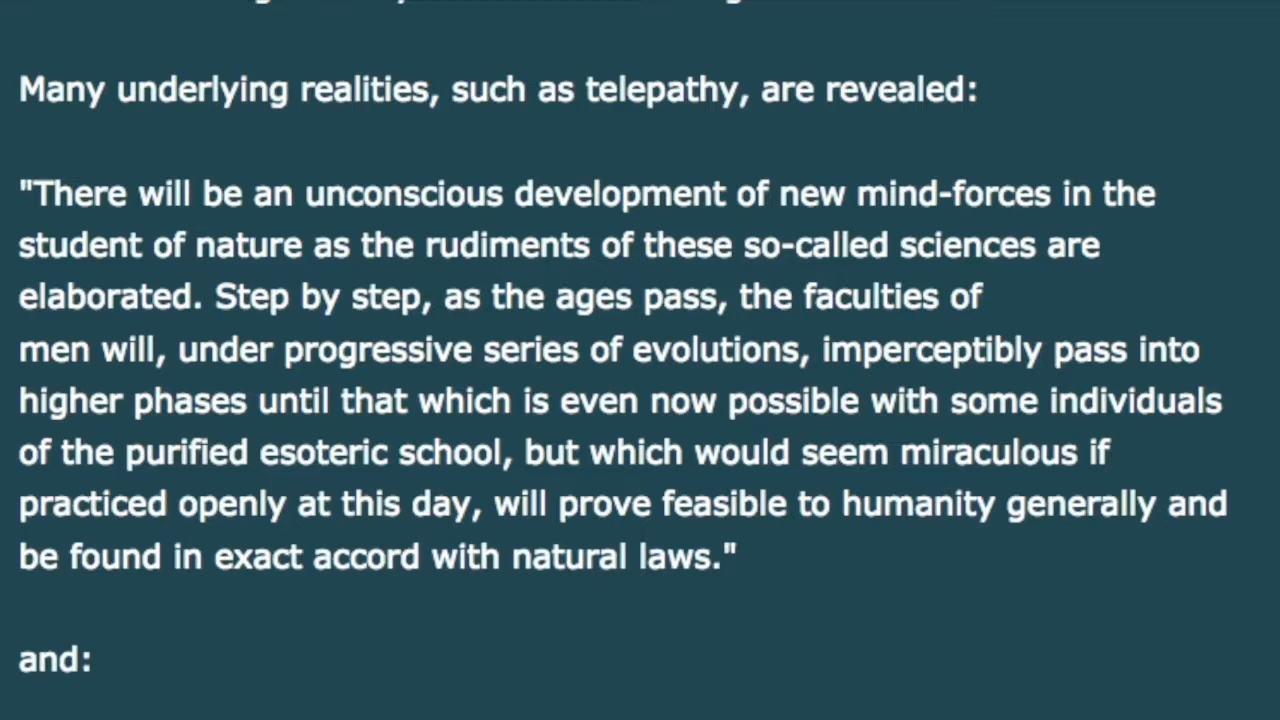 Many underlying realities, such as telepathy, are revealed:
"There will be an unconscious development of new mind-forces in the
student of nature as the rudiments of these so-called sciences are
elaborated. Step by step, as the ages pass, the faculties of
men will, under progressive series of evolutions, imperceptibly pass into
higher phases until that which is even now possible with some individuals
of the purified esoteric school, but which would seem miraculous if
practiced openly at this day, will prove feasible to humanity generally and
be found in exact accord with natural laws."
and: